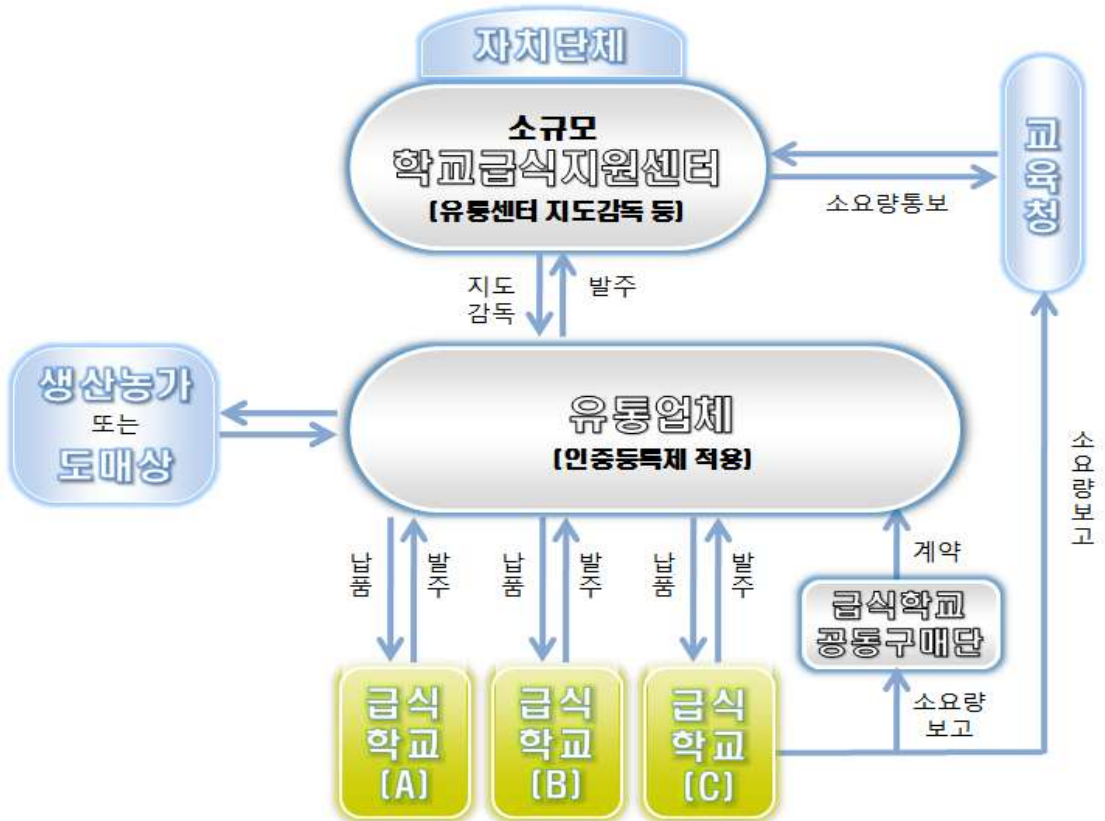 자치단체
소규모
학교급식지원센터
(유통센터 지도감독 등)
교
육
청
소요량통보
지도
감독
발주
생산농가
또는
도매상
유통업체
(인중등특제 적용)
소
요
량
보
고
납
품
발
주
납
품
발
주
납
품
발
주
계약
급식학교
공동구매단
소요량
보고
급식
학교
(A)
급식
학교
(B)
급식
학교
(C)